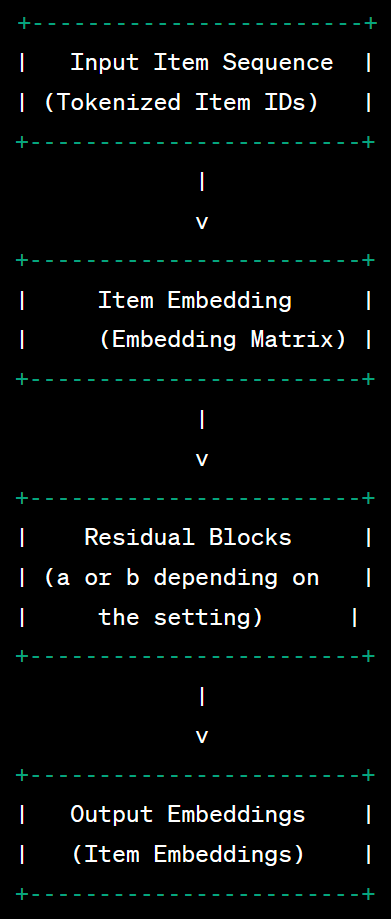 +------------------------+
|   Input Item Sequence  |
| (Tokenized Item IDs)   |
+------------------------+
             |
             v
+------------------------+
|     Item Embedding     |
|     (Embedding Matrix) |
+------------------------+
             |
             v
+------------------------+
|    Residual Blocks     |
| (a or b depending on   |
|     the setting)      |
+------------------------+
             |
             v
+------------------------+
|   Output Embeddings    |
|   (Item Embeddings)    |
+------------------------+